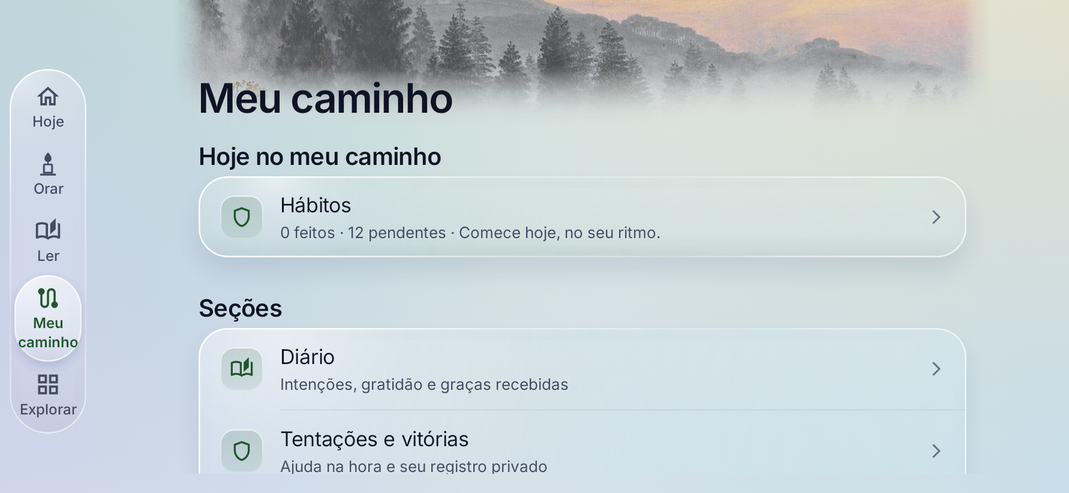 Meu caminho
Hoje no meu caminho
Hábitos
0 feitos · 12 pendentes · Comece hoje, no seu ritmo.
Seções
Diário
Intenções, gratidão e graças recebidas
Tentações e vitórias
Ajuda na hora e seu registro privado
Hoje
Orar
Ler
Meu
caminho
Explorar